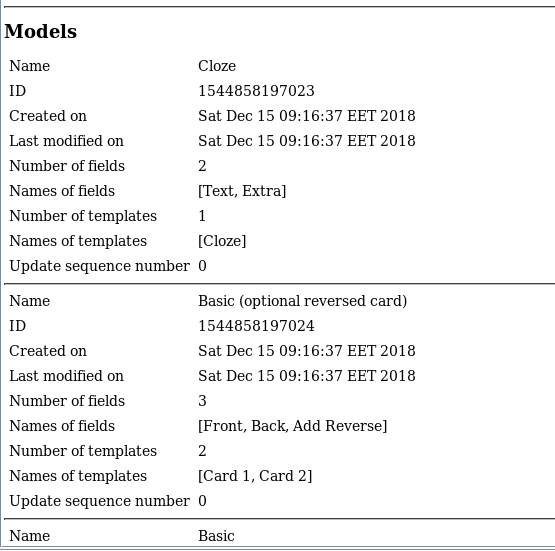 Models
Name Cloze
ID 1544858197023
Created on Sat Dec 15 09:16:37 EET 2018
Last modified on Sat Dec 15 09:16:37 EET 2018
Number of fields 2
Names of fields [Text, Extra]
Number of templates 1
Names of templates [Cloze]
Update sequence number 0
Name Basic (optional reversed card)
ID 1544858197024
Created on Sat Dec 15 09:16:37 EET 2018
Last modified on Sat Dec 15 09:16:37 EET 2018
Number of fields 3
Names of fields [Front, Back, Add Reverse]
Number of templates 2
Names of templates [Card 1, Card 2]
Update sequence number 0
Name Basic